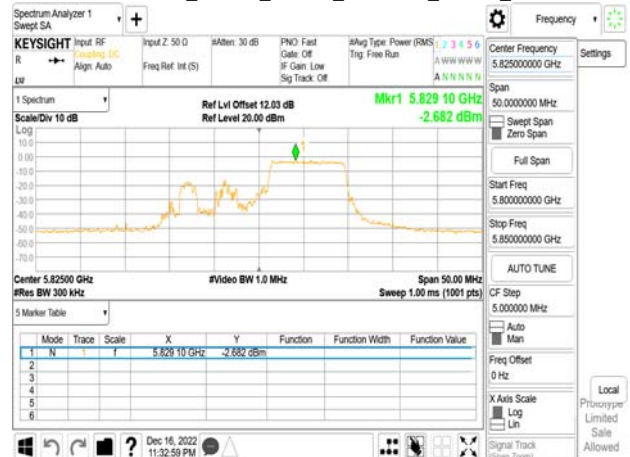 Spectrum Analyzer 1
Swept SA
Frequency
KEYSIGHT
R
Input: RF
Coupling: DC
Align: Auto
Input Z: 50 Ω
Freq Ref: Int (S)
#Atten: 30 dB
PNO: Fast
Gate: Off
IF Gain: Low
Sig Track: Off
#Avg Type: Power (RMS
Trig: Free Run
1 2 3 4 5 6
A WW WW W
A N N N N N
Settings
Center Frequency
5.825000000 GHz
Span
50.0000000 MHz
Swept Span
Zero Span
Full Span
Start Freq
5.800000000 GHz
Stop Freq
5.850000000 GHz
AUTO TUNE
CF Step
5.000000 MHz
Auto
Man
Freq Offset
0 Hz
X Axis Scale
Log
Lin
Signal Track
(Span Zoom)
Local
Prototype
Limited
Sale
Allowed
1 Spectrum
Scale/Div 10 dB
Ref Lvl Offset 12.03 dB
Ref Level 20.00 dBm
Mkr1 5.829 10 GHz
-2.682 dBm
Log
10.0
0.00
-10.0
-20.0
-30.0
-40.0
-50.0
-60.0
-70.0
1
Center 5.82500 GHz
#Res BW 300 kHz
#Video BW 1.0 MHz
Span 50.00 MHz
Sweep 1.00 ms (1001 pts)
5 Marker Table
Mode Trace Scale X Y Function Function Width Function Value
1 N 1 f 5.829 10 GHz -2.682 dBm
2
3
4
5
6
?
Dec 16, 2022
11:32:59 PM